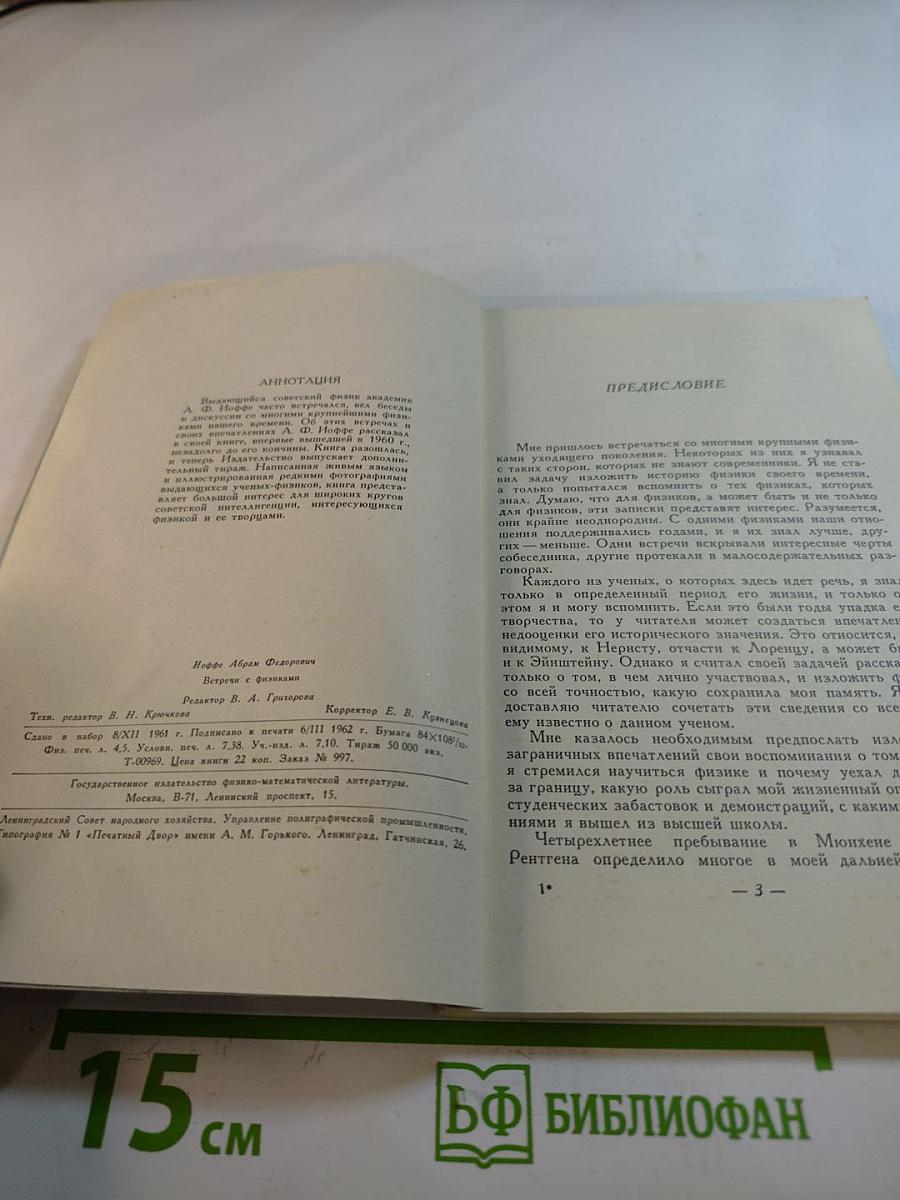 АННОТАЦИЯ
Выдающийся советский физик академик
А. Ф. Иоффе часто встречался, вел беседы
и дискуссии со многими крупнейшими физи-
ками нашего времени. Об этих встречах и
своих впечатлениях А. Ф. Иоффе рассказал
в своей книге, впервые вышедшей в 1960 г.,
незадолго до его кончины. Книга разошлась,
и теперь Издательство выпускает дополни-
тельный тираж. Написанная живым языком
и иллюстрированная редкими фотографиями
выдающихся ученых-физиков, книга предста-
вляет большой интерес для широких кругов
советской интеллигенции, интересующихся
физикой и ее творцами.
Иоффе Абрам Федорович
Встречи с физиками
Редактор В. А. Григорова
Техн. редактор В. Н. Крючкова Корректор Е. В. Кузнецова
Сдано в набор 8/XII 1961 г. Подписано к печати 6/III 1962 г. Бумага 84×108¹/₃₂.
Физ. печ. л. 4,5. Условн. печ. л. 7,38. Уч.-изд. л. 7,10. Тираж 50 000 экз.
Т-00969. Цена книги 22 коп. Заказ № 997.
Государственное издательство физико-математической литературы.
Москва, В-71, Ленинский проспект, 15.
Ленинградский Совет народного хозяйства. Управление полиграфической промышленности.
Типография № 1 «Печатный Двор» имени А. М. Горького. Ленинград, Гатчинская, 26.
ПРЕДИСЛОВИЕ
Мне пришлось встречаться со многими крупными физи-
ками уходящего поколения. Некоторых из них я узнавал
с таких сторон, которых не знают современники. Я не ста-
вил задачу изложить историю физики своего времени,
а только попытался вспомнить о тех физиках, которых
знал. Думаю, что для физиков, а может быть и не только
для физиков, эти записки представят интерес. Разумеется,
они крайне неоднородны. С одними физиками наши отно-
шения поддерживались годами, и я их знал лучше, дру-
гих — меньше. Одни встречи вскрывали интересные черты
собеседника, другие протекали в малосодержательных раз-
говорах.
Каждого из ученых, о которых здесь идет речь, я знал
только в определенный период его жизни, и только о
этом я и могу вспомнить. Если это были годы упадка е
творчества, то у читателя может создаться впечатлен
недооценки его исторического значения. Это относится,
видимому, к Нернсту, отчасти к Лоренцу, а может б
и к Эйнштейну. Однако я считал своей задачей расска
только о том, в чем лично участвовал, и изложить ф
со всей точностью, какую сохранила моя память. Я
доставляю читателю сочетать эти сведения со все
ему известно о данном ученом.
Мне казалось необходимым предпослать изло
заграничных впечатлений свои воспоминания о том
я стремился научиться физике и почему уехал д
за границу, какую роль сыграл мой жизненный оп
студенческих забастовок и демонстраций, с каким
ниями я вышел из высшей школы.
Четырехлетнее пребывание в Мюнхене
Рентгена определило многое в моей дальней
1* — 3 —
15 см
БФ БИБЛИОФАН